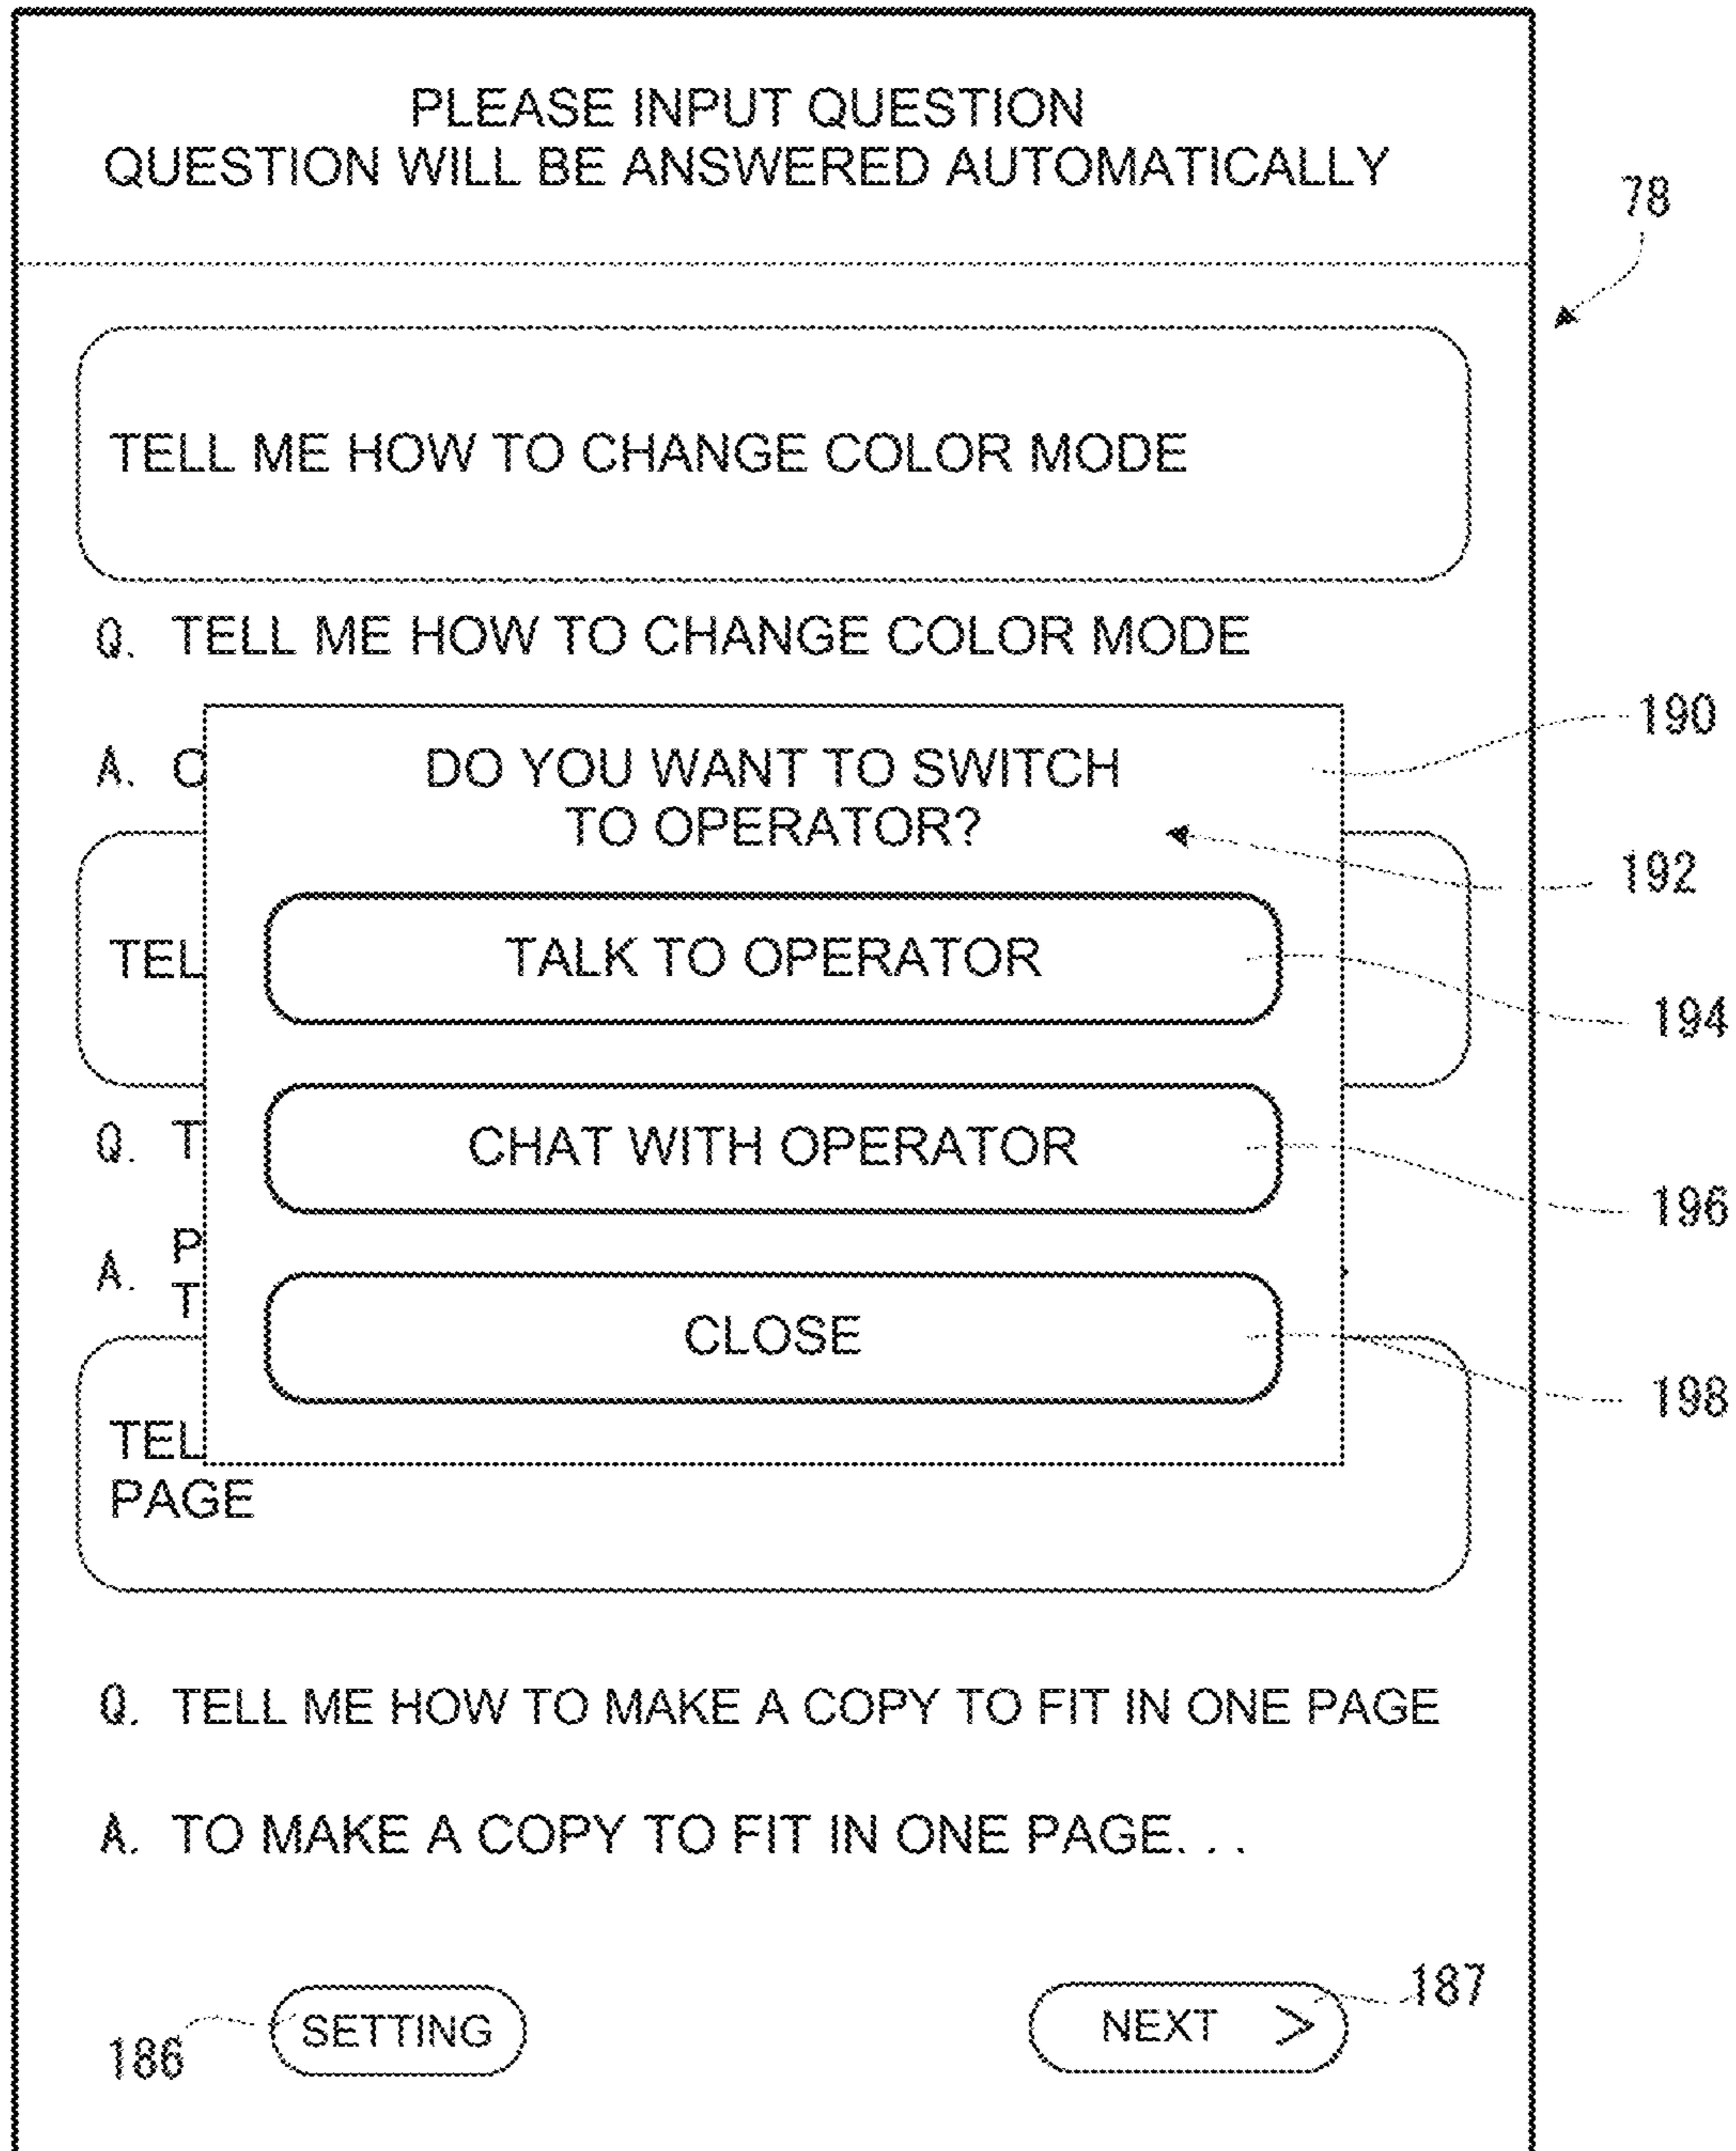 PLEASE INPUT QUESTION
QUESTION WILL BE ANSWERED AUTOMATICALLY
78
TELL ME HOW TO CHANGE COLOR MODE
Q. TELL ME HOW TO CHANGE COLOR MODE
190
A. C
DO YOU WANT TO SWITCH
TO OPERATOR?
192
TEL
TALK TO OPERATOR
194
Q. T
CHAT WITH OPERATOR
196
A. P
T
CLOSE
198
TEL
PAGE
Q. TELL ME HOW TO MAKE A COPY TO FIT IN ONE PAGE
A. TO MAKE A COPY TO FIT IN ONE PAGE. . .
186
SETTING
NEXT >
187